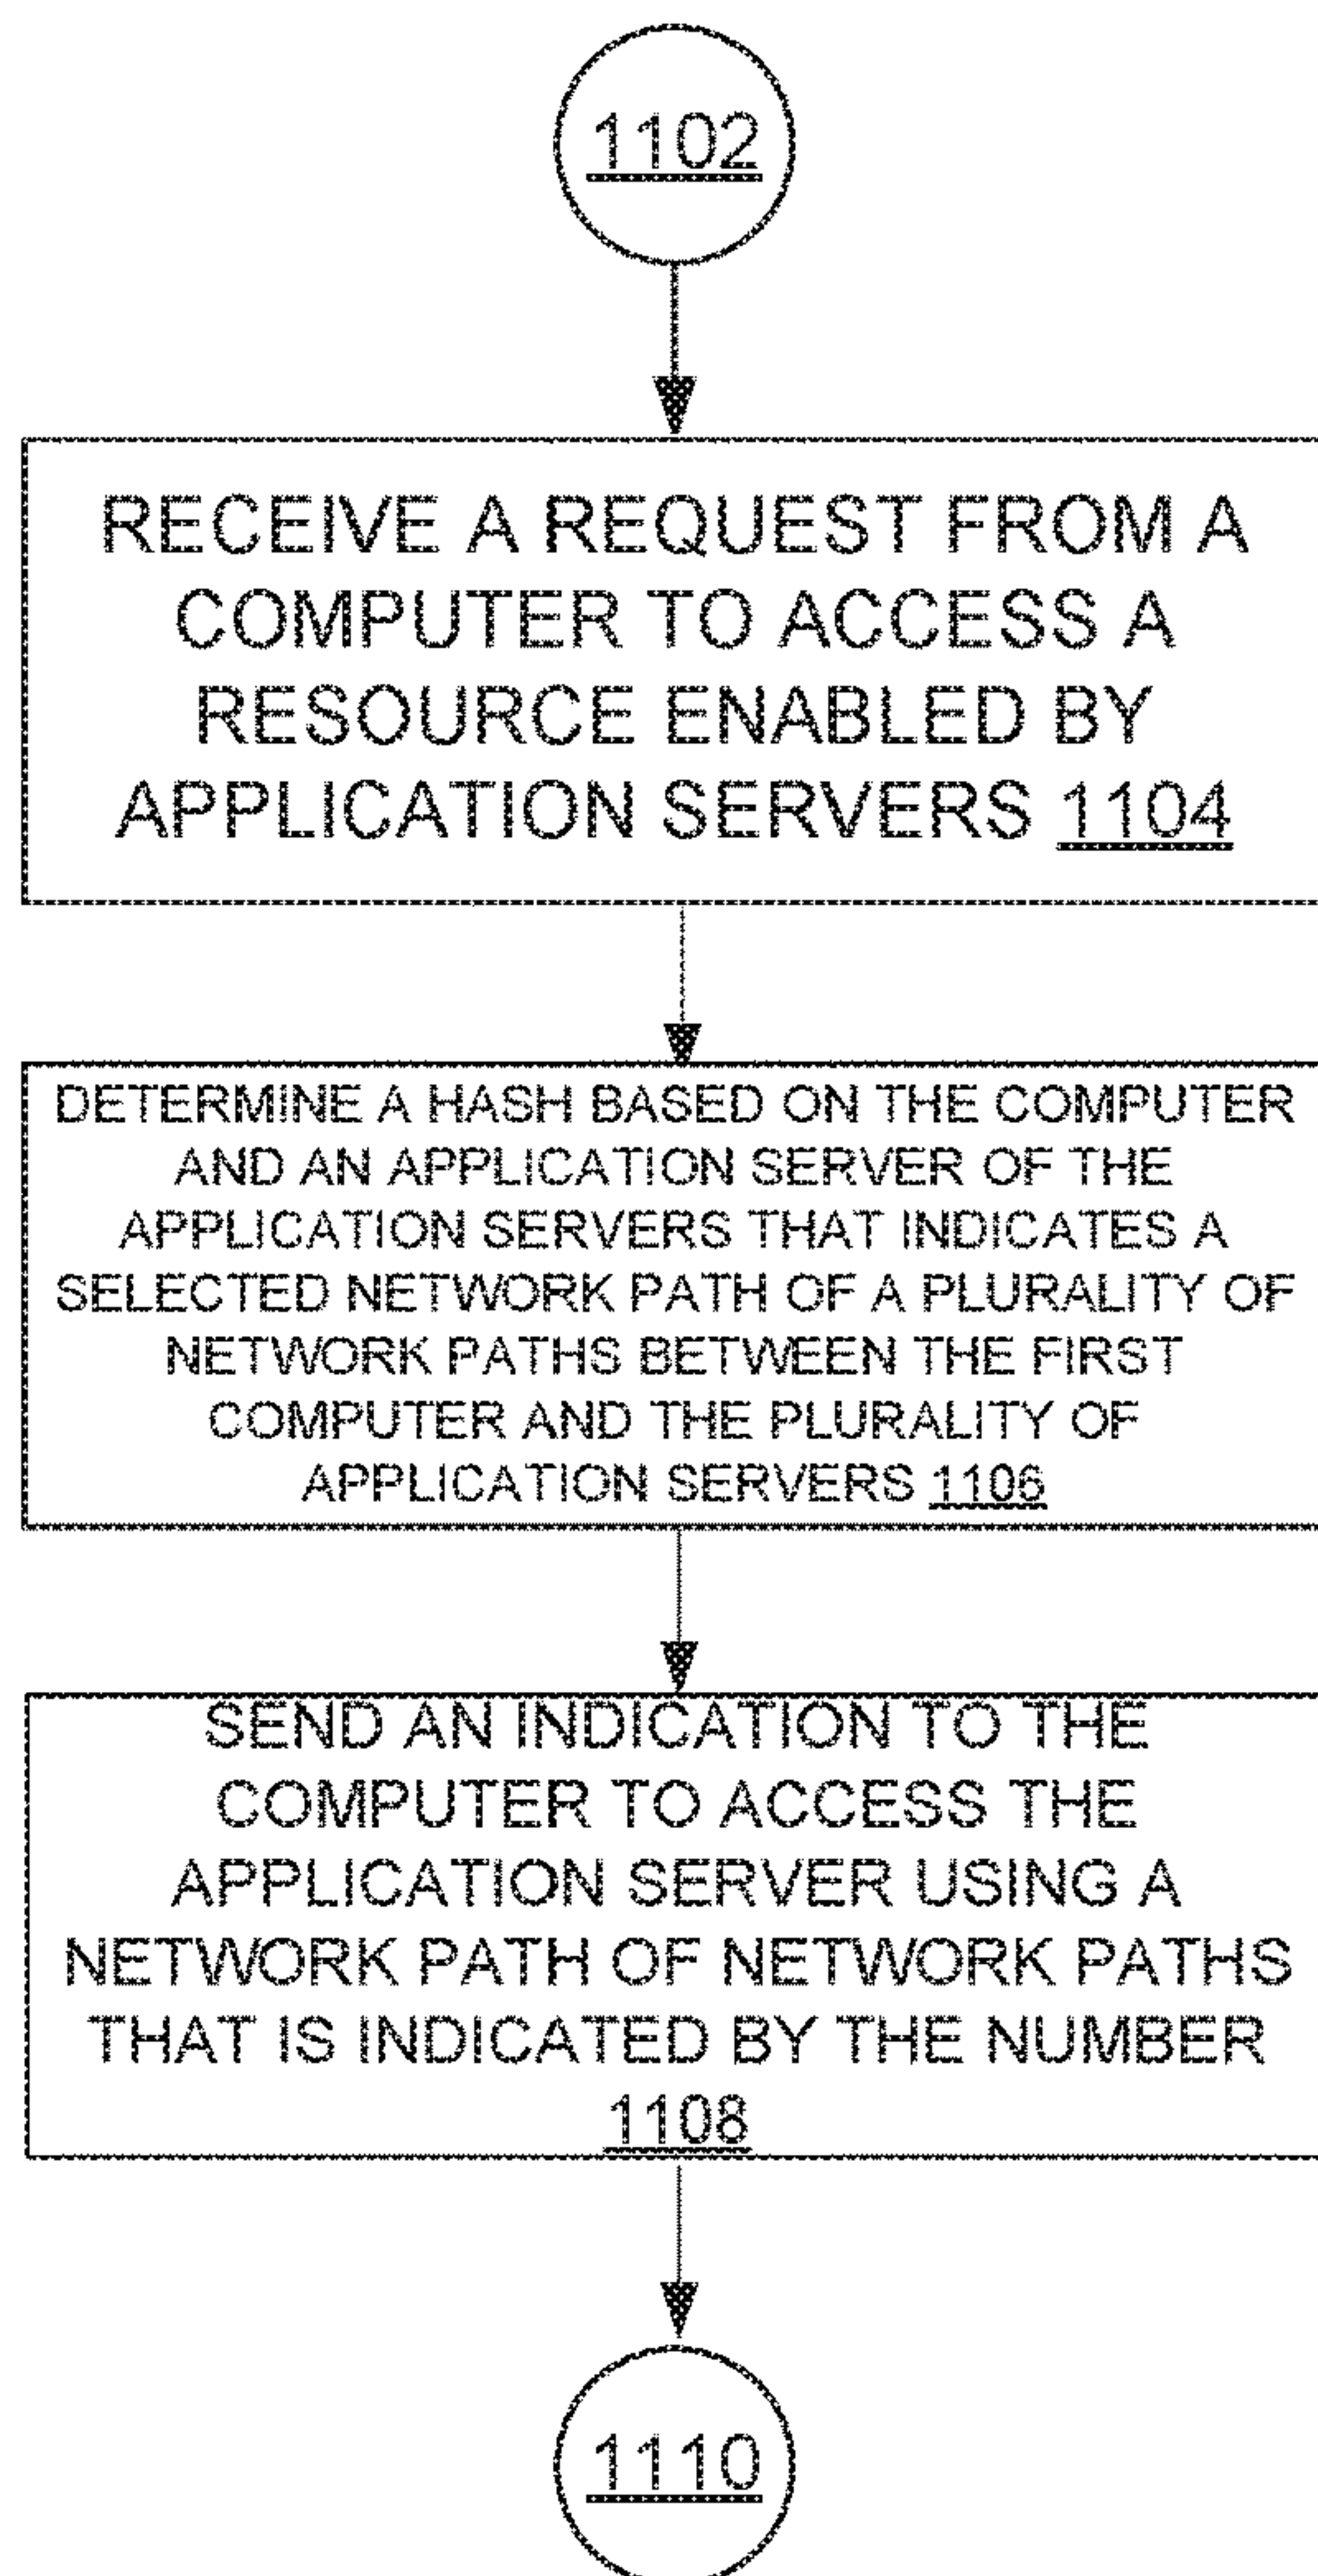 1102
RECEIVE A REQUEST FROM A
COMPUTER TO ACCESS A
RESOURCE ENABLED BY
APPLICATION SERVERS 1104
DETERMINE A HASH BASED ON THE COMPUTER
AND AN APPLICATION SERVER OF THE
APPLICATION SERVERS THAT INDICATES A
SELECTED NETWORK PATH OF A PLURALITY OF
NETWORK PATHS BETWEEN THE FIRST
COMPUTER AND THE PLURALITY OF
APPLICATION SERVERS 1106
SEND AN INDICATION TO THE
COMPUTER TO ACCESS THE
APPLICATION SERVER USING A
NETWORK PATH OF NETWORK PATHS
THAT IS INDICATED BY THE NUMBER
1108
1110